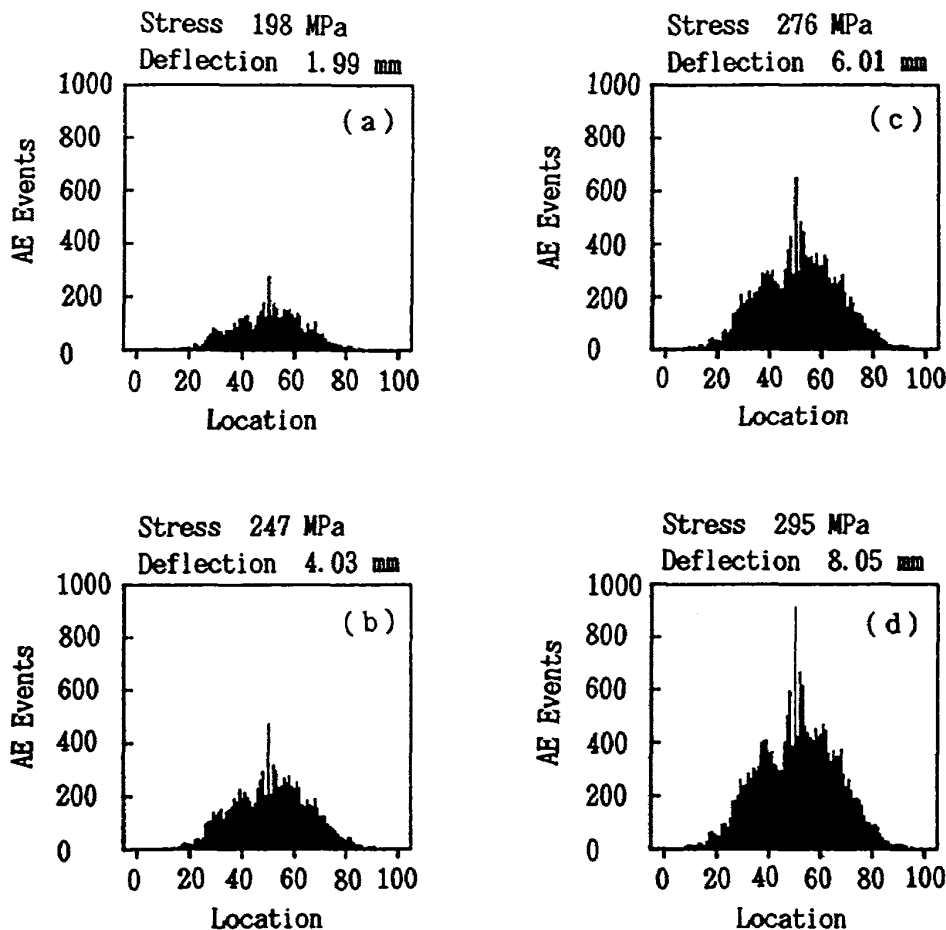 Stress 198 MPa
Deflection 1.99 mm
1000
800
600
400
200
0
AE Events
(a)
0 20 40 60 80 100
Location
Stress 276 MPa
Deflection 6.01 mm
1000
800
600
400
200
0
AE Events
(c)
0 20 40 60 80 100
Location
Stress 247 MPa
Deflection 4.03 mm
1000
800
600
400
200
0
AE Events
(b)
0 20 40 60 80 100
Location
Stress 295 MPa
Deflection 8.05 mm
1000
800
600
400
200
0
AE Events
(d)
0 20 40 60 80 100
Location